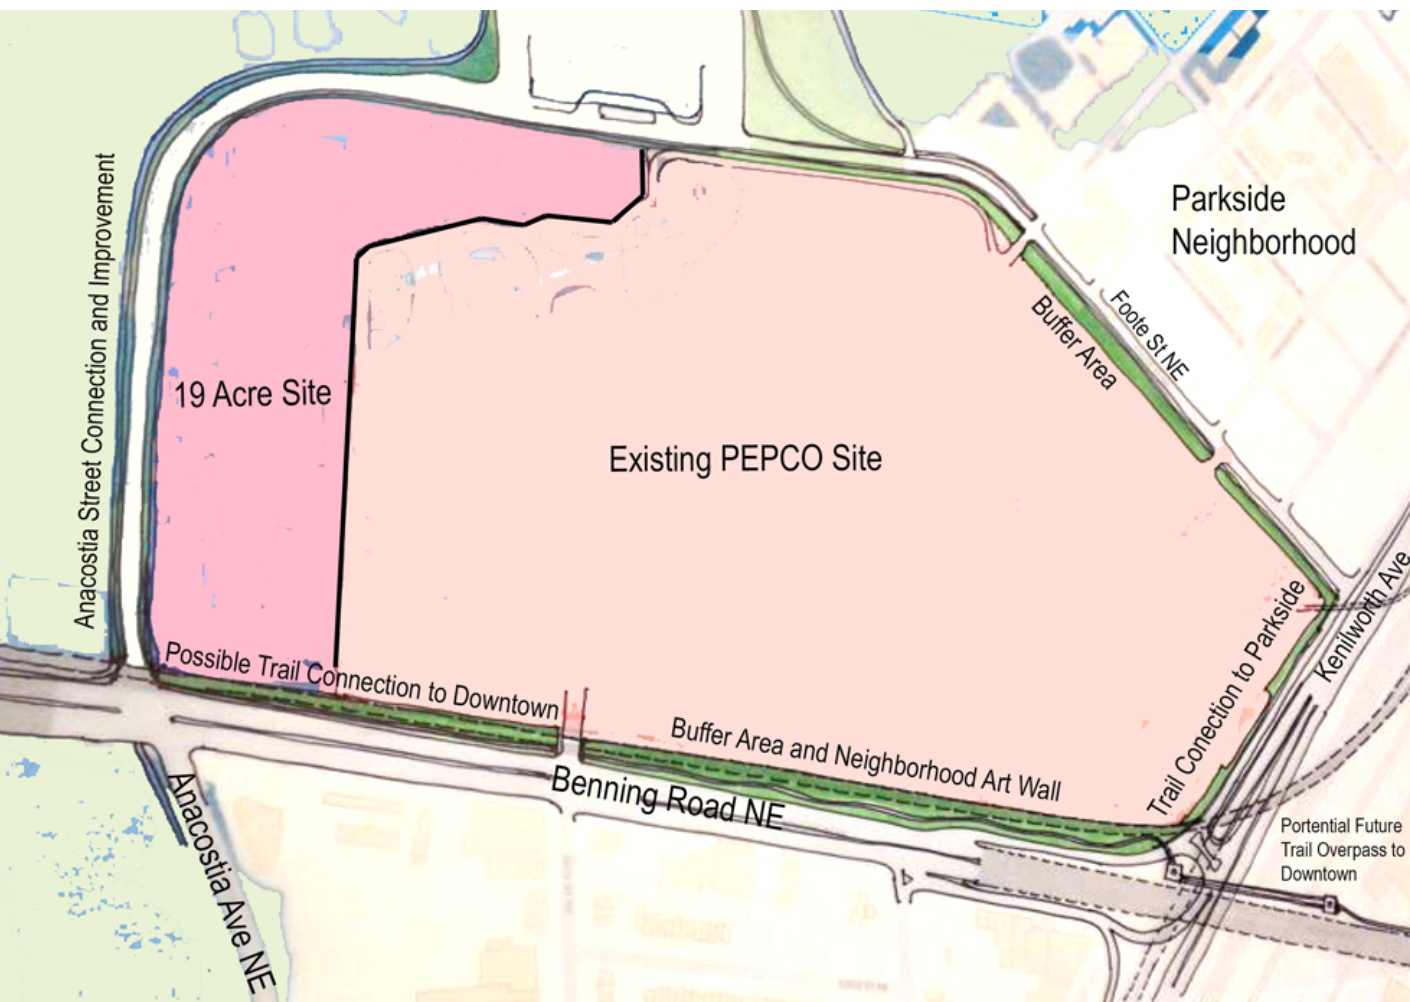 Parkside
Neighborhood
Anacostia Street Connection and Improvement
Foote St NE
Buffer Area
19 Acre Site
Existing PEPCO Site
Kenilworth Ave
Trail Conection to Parkside
Possible Trail Connection to Downtown
Buffer Area and Neighborhood Art Wall
Benning Road NE
Anacostia Ave NE
Portential Future
Trail Overpass to
Downtown